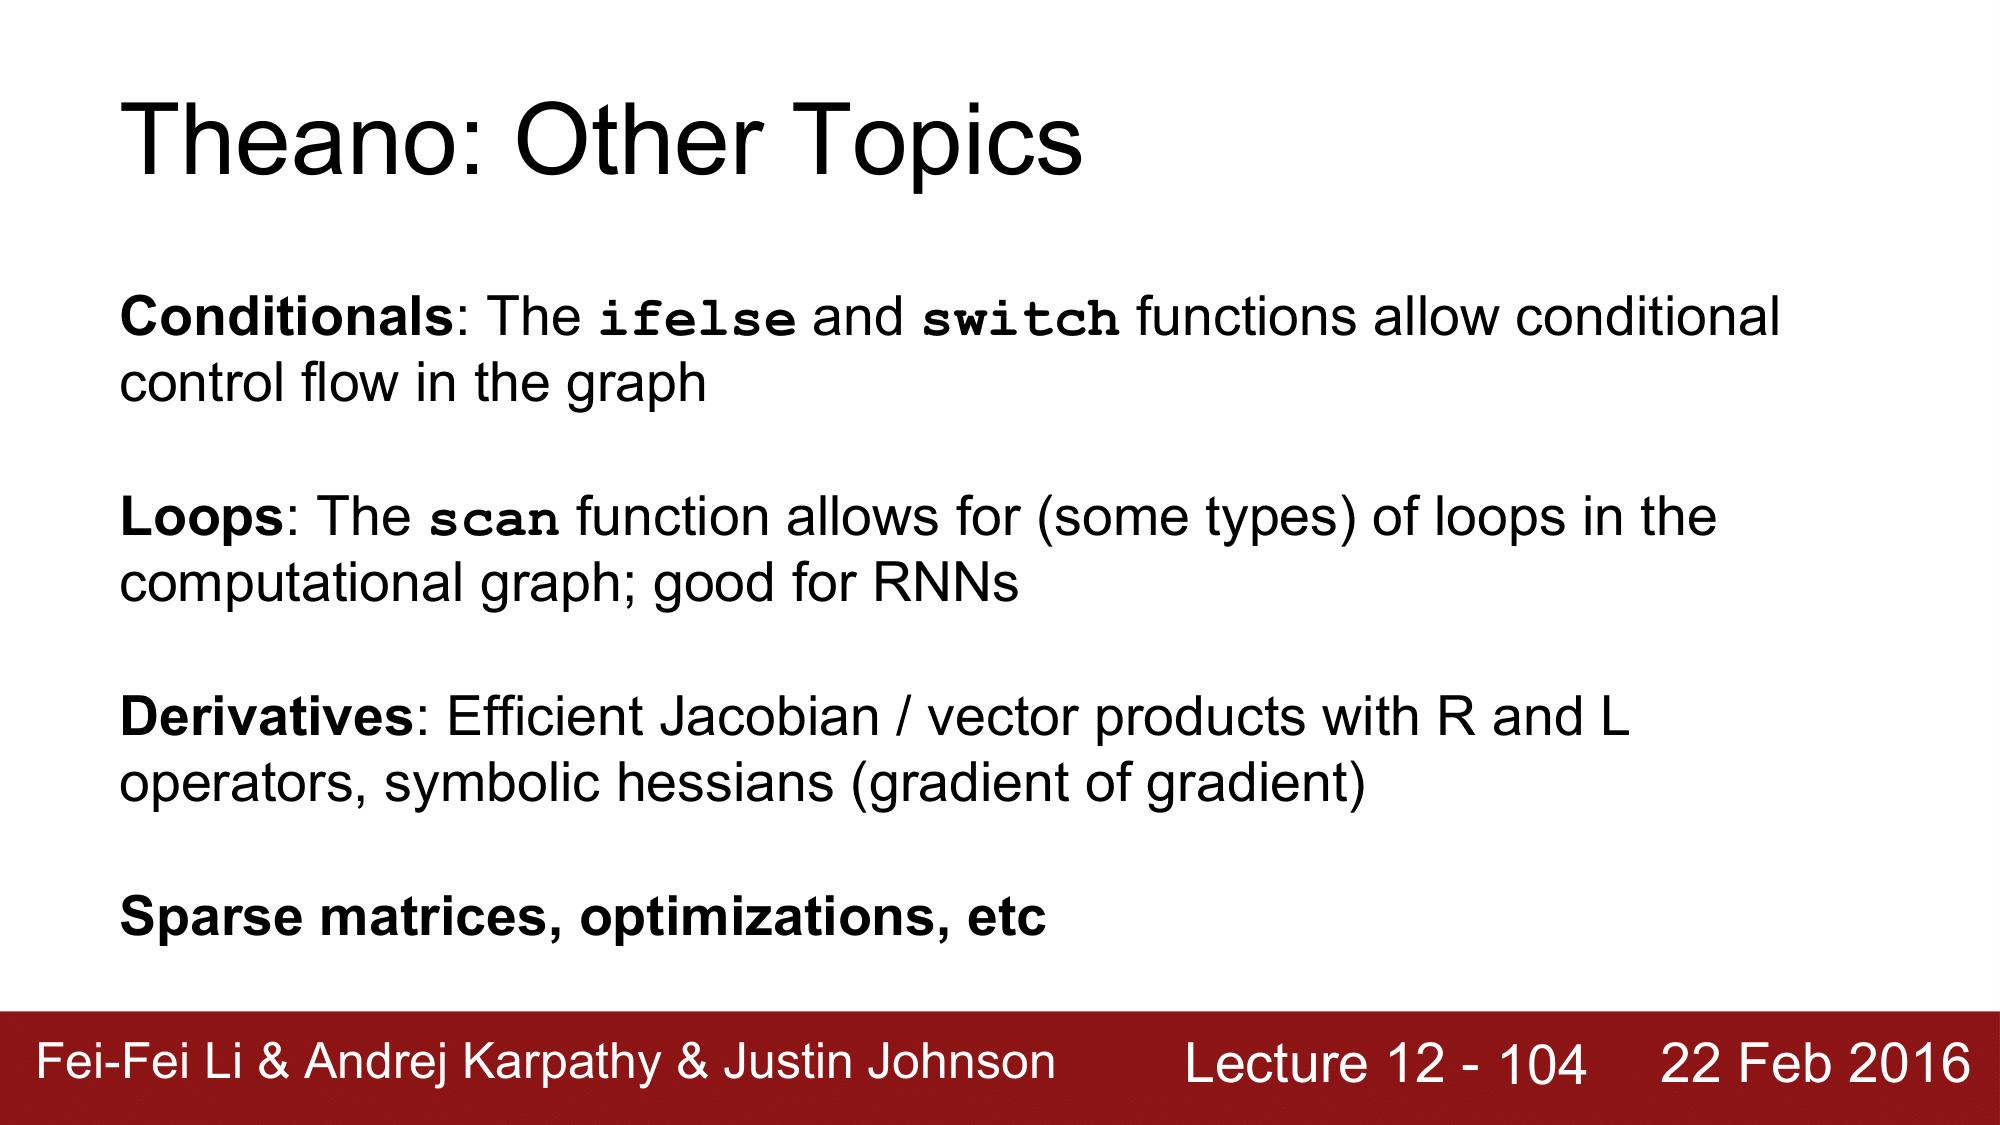 Theano: Other Topics
Conditionals: The ifelse and switch functions allow conditional
control flow in the graph
Loops: The scan function allows for (some types) of loops in the
computational graph; good for RNNs
Derivatives: Efficient Jacobian / vector products with R and L
operators, symbolic hessians (gradient of gradient)
Sparse matrices, optimizations, etc
Fei-Fei Li & Andrej Karpathy & Justin Johnson Lecture 12 - 104 22 Feb 2016